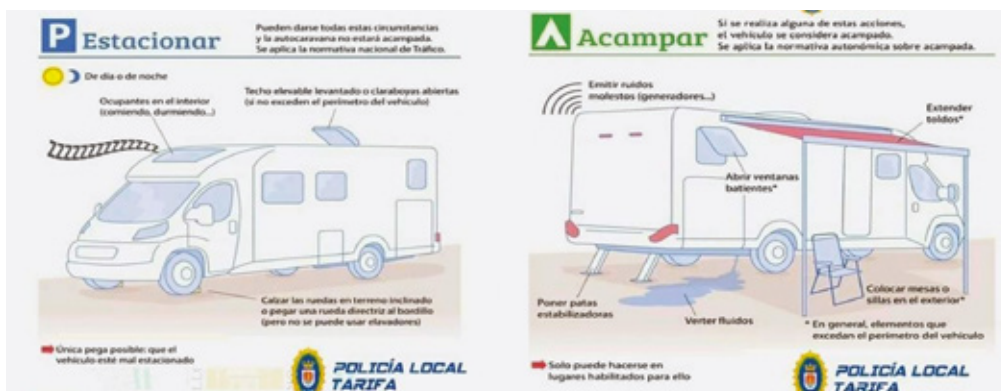 P Estacionar
Pueden darse todas estas circunstancias
y la autocaravana no estará acampada.
Se aplica la normativa nacional de Tráfico.
De día o de noche
Ocupantes en el interior
(comiendo, durmiendo...)
Techo elevable levantado o claraboyas abiertas
(si no exceden el perímetro del vehículo)
Calzar las ruedas en terreno inclinado
o pegar una rueda directriz al bordillo
(pero no se puede usar elevadores)
Única pega posible: que el
vehículo esté mal estacionado
POLICÍA LOCAL
TARIFA
Acampar
Si se realiza alguna de estas acciones,
el vehículo se considera acampado.
Se aplica la normativa autonómica sobre acampada.
Emitir ruidos
molestos (generadores...)
Extender
toldos*
Abrir ventanas
batientes*
Poner patas
estabilizadoras
Verter fluidos
Colocar mesas o
sillas en el exterior*
* En general, elementos que
excedan el perímetro del vehículo
Solo puede hacerse en
lugares habilitados para ello
POLICÍA LOCAL
TARIFA